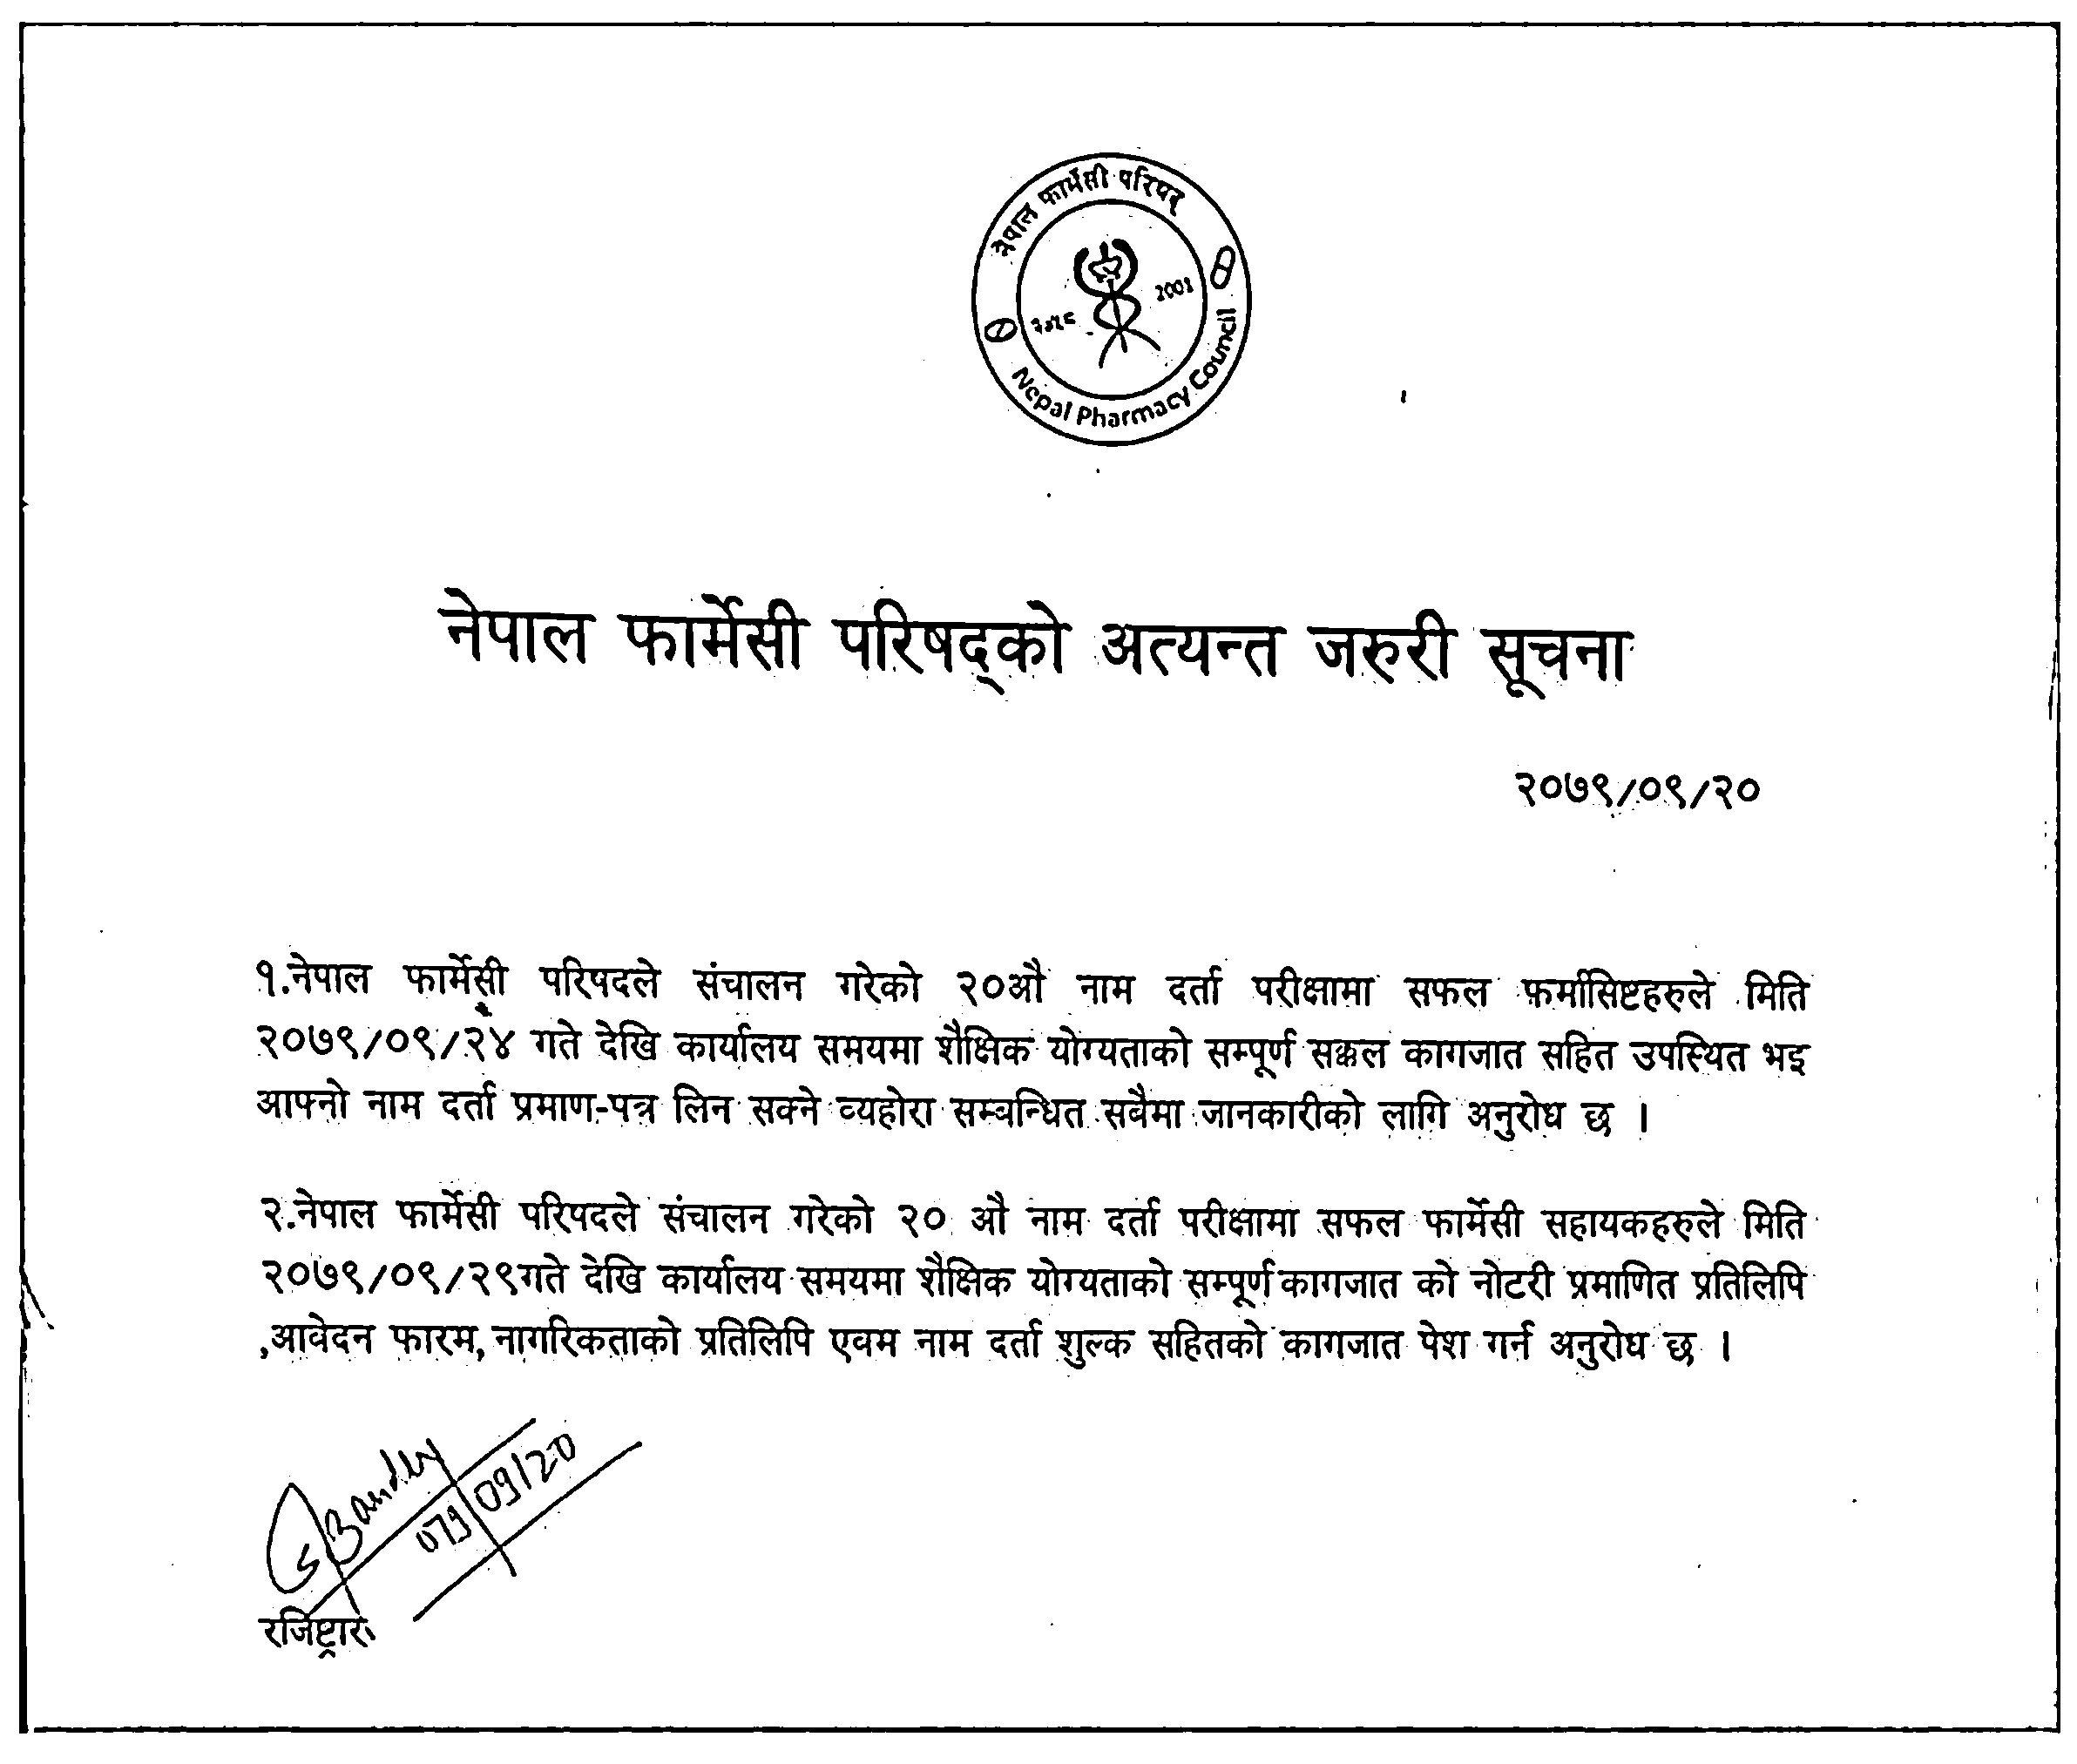 नेपाल फार्मेसी परिषद्
२०५८
2001
Nepal Pharmacy Council
नेपाल फार्मेसी परिषद्को अत्यन्त जरुरी सूचना
२०७९/०९/२०
१.नेपाल फार्मेसी परिषदले संचालन गरेको २०औ नाम दर्ता परीक्षामा सफल फर्मासिष्टहरुले मिति
२०७९/०९/२४ गते देखि कार्यालय समयमा शैक्षिक योग्यताको सम्पूर्ण सक्कल कागजात सहित उपस्थित भइ
आफ्नो नाम दर्ता प्रमाण-पत्र लिन सक्ने व्यहोरा सम्बन्धित सबैमा जानकारीको लागि अनुरोध छ ।
२.नेपाल फार्मेसी परिषदले संचालन गरेको २० औ नाम दर्ता परीक्षामा सफल फार्मेसी सहायकहरुले मिति
२०७९/०९/२९गते देखि कार्यालय समयमा शैक्षिक योग्यताको सम्पूर्ण कागजात को नोटरी प्रमाणित प्रतिलिपि
,आवेदन फारम, नागरिकताको प्रतिलिपि एवम नाम दर्ता शुल्क सहितको कागजात पेश गर्न अनुरोध छ ।
079/09/20
रजिष्ट्रार